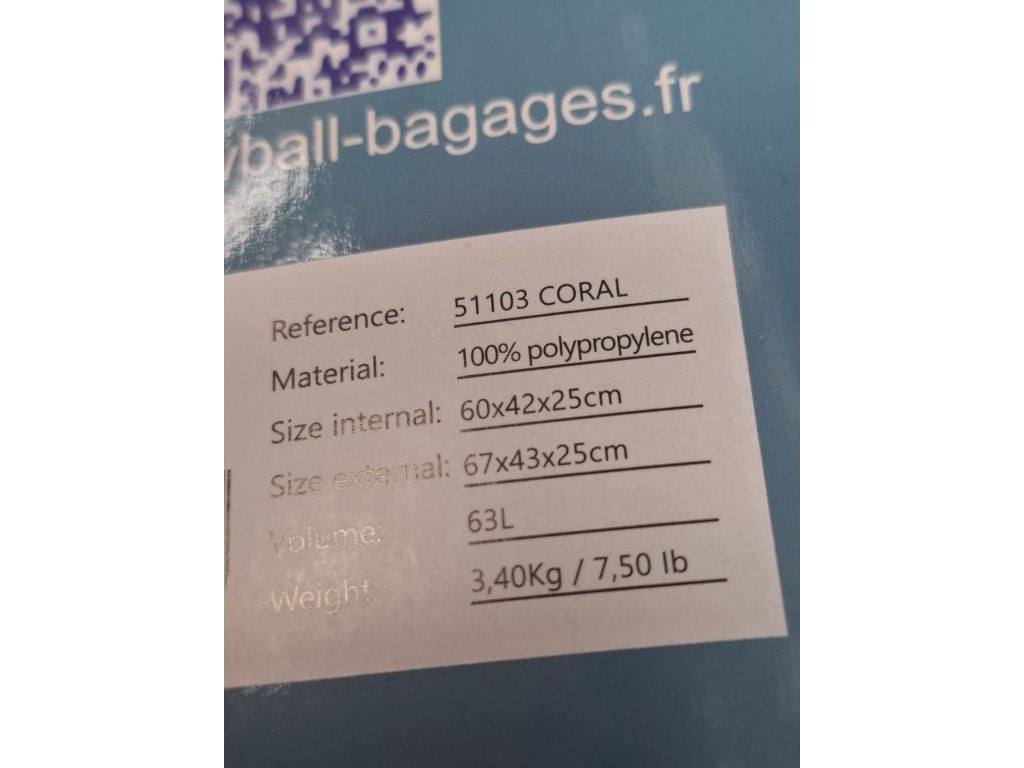 ball-bagages.fr
Reference: 51103 CORAL
Material: 100% polypropylene
Size internal: 60x42x25cm
Size external: 67x43x25cm
Volume: 63L
Weight: 3,40Kg / 7,50 lb